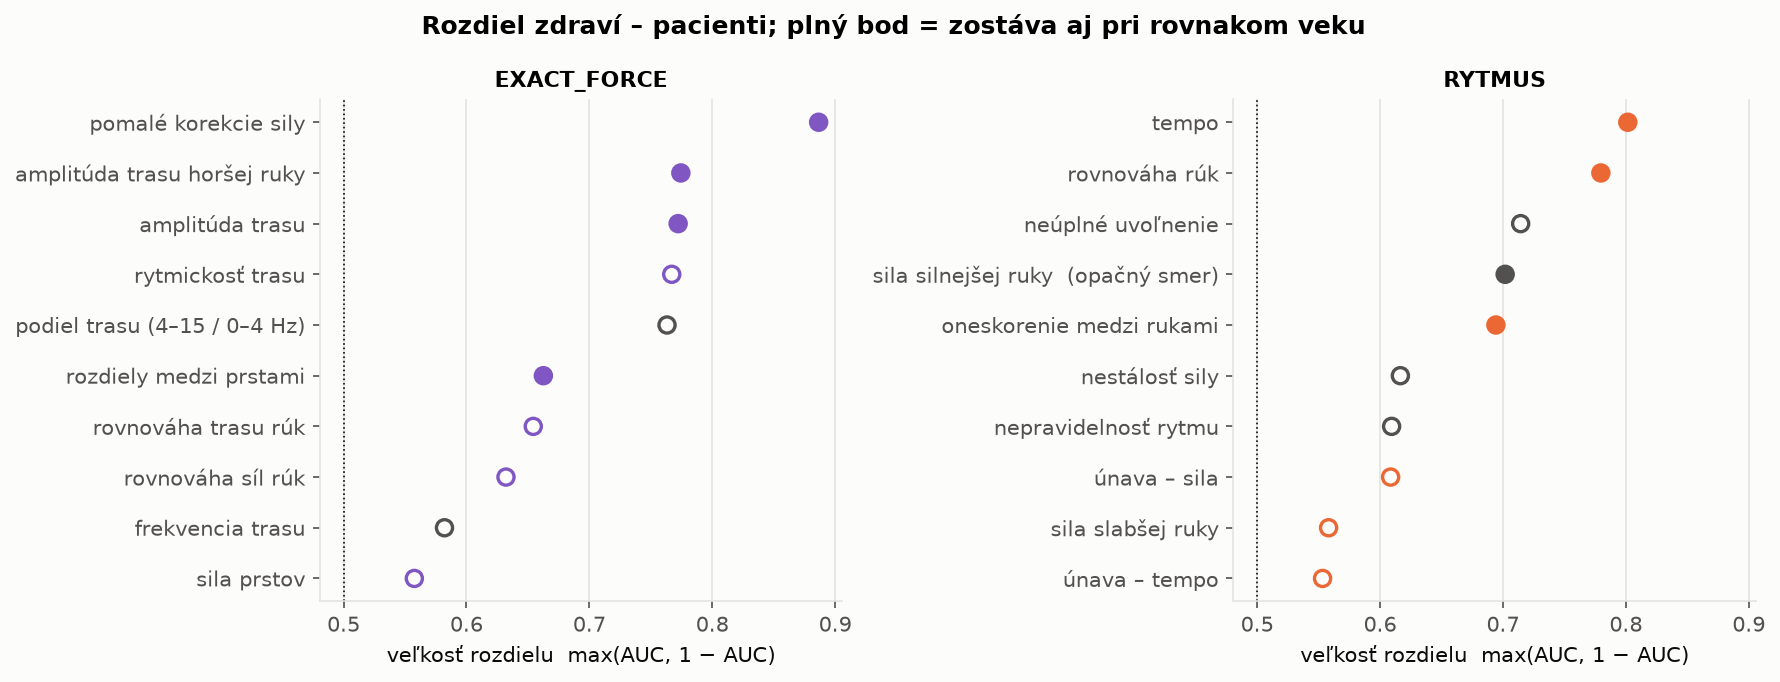 Rozdiel zdraví – pacienti; plný bod = zostáva aj pri rovnakom veku
EXACT_FORCE
pomalé korekcie sily
amplitúda trasu horšej ruky
amplitúda trasu
rytmickosť trasu
podiel trasu (4–15 / 0–4 Hz)
rozdiely medzi prstami
rovnováha trasu rúk
rovnováha síl rúk
frekvencia trasu
sila prstov
0.5 0.6 0.7 0.8 0.9
veľkosť rozdielu  max(AUC, 1 − AUC)
RYTMUS
tempo
rovnováha rúk
neúplné uvoľnenie
sila silnejšej ruky  (opačný smer)
oneskorenie medzi rukami
nestálosť sily
nepravidelnosť rytmu
únava – sila
sila slabšej ruky
únava – tempo
0.5 0.6 0.7 0.8 0.9
veľkosť rozdielu  max(AUC, 1 − AUC)